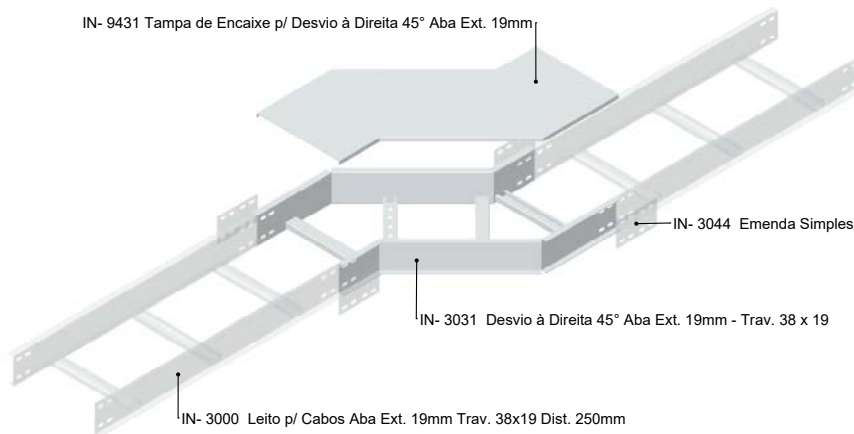 IN- 9431 Tampa de Encaixe p/ Desvio à Direita 45° Aba Ext. 19mm
IN- 3044 Emenda Simples
IN- 3031 Desvio à Direita 45° Aba Ext. 19mm - Trav. 38 x 19
IN- 3000 Leito p/ Cabos Aba Ext. 19mm Trav. 38x19 Dist. 250mm